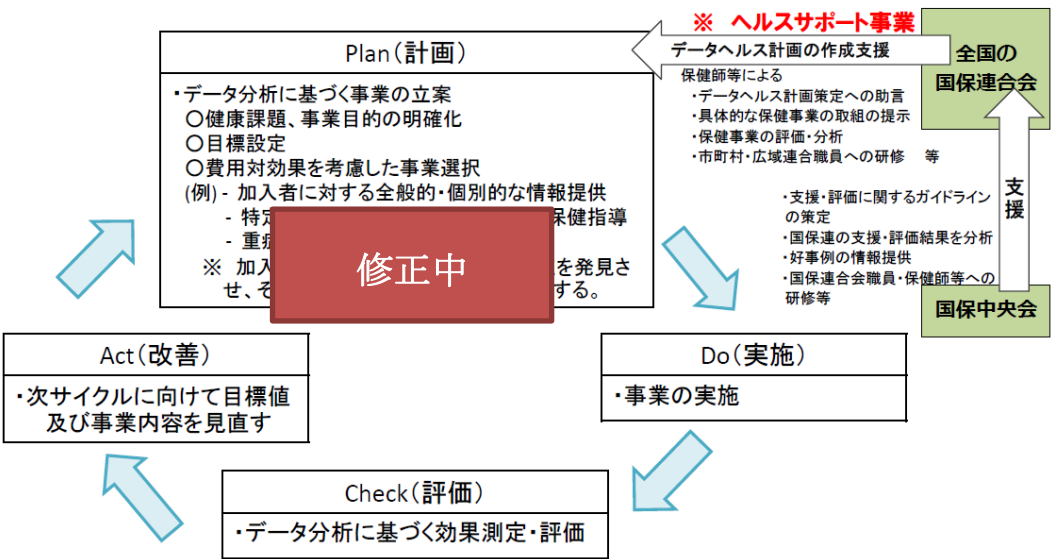 ※ ヘルスサポート事業
データヘルス計画の作成支援
全国の
国保連合会
保健師等による
・データヘルス計画策定への助言
・具体的な保健事業の取組の提示
・保健事業の評価・分析
・市町村・広域連合職員への研修 等
支援
・支援・評価に関するガイドライン
の策定
・国保連の支援・評価結果を分析
・好事例の情報提供
・国保連合会職員・保健師等への
研修等
国保中央会
Plan(計画)
・データ分析に基づく事業の立案
〇健康課題、事業目的の明確化
〇目標設定
〇費用対効果を考慮した事業選択
(例) - 加入者に対する全般的・個別的な情報提供
- 特定 保健指導
- 重症
※ 加入 を発見さ
せ、そ する。
修正中
Do(実施)
・事業の実施
Check(評価)
・データ分析に基づく効果測定・評価
Act(改善)
・次サイクルに向けて目標値
及び事業内容を見直す